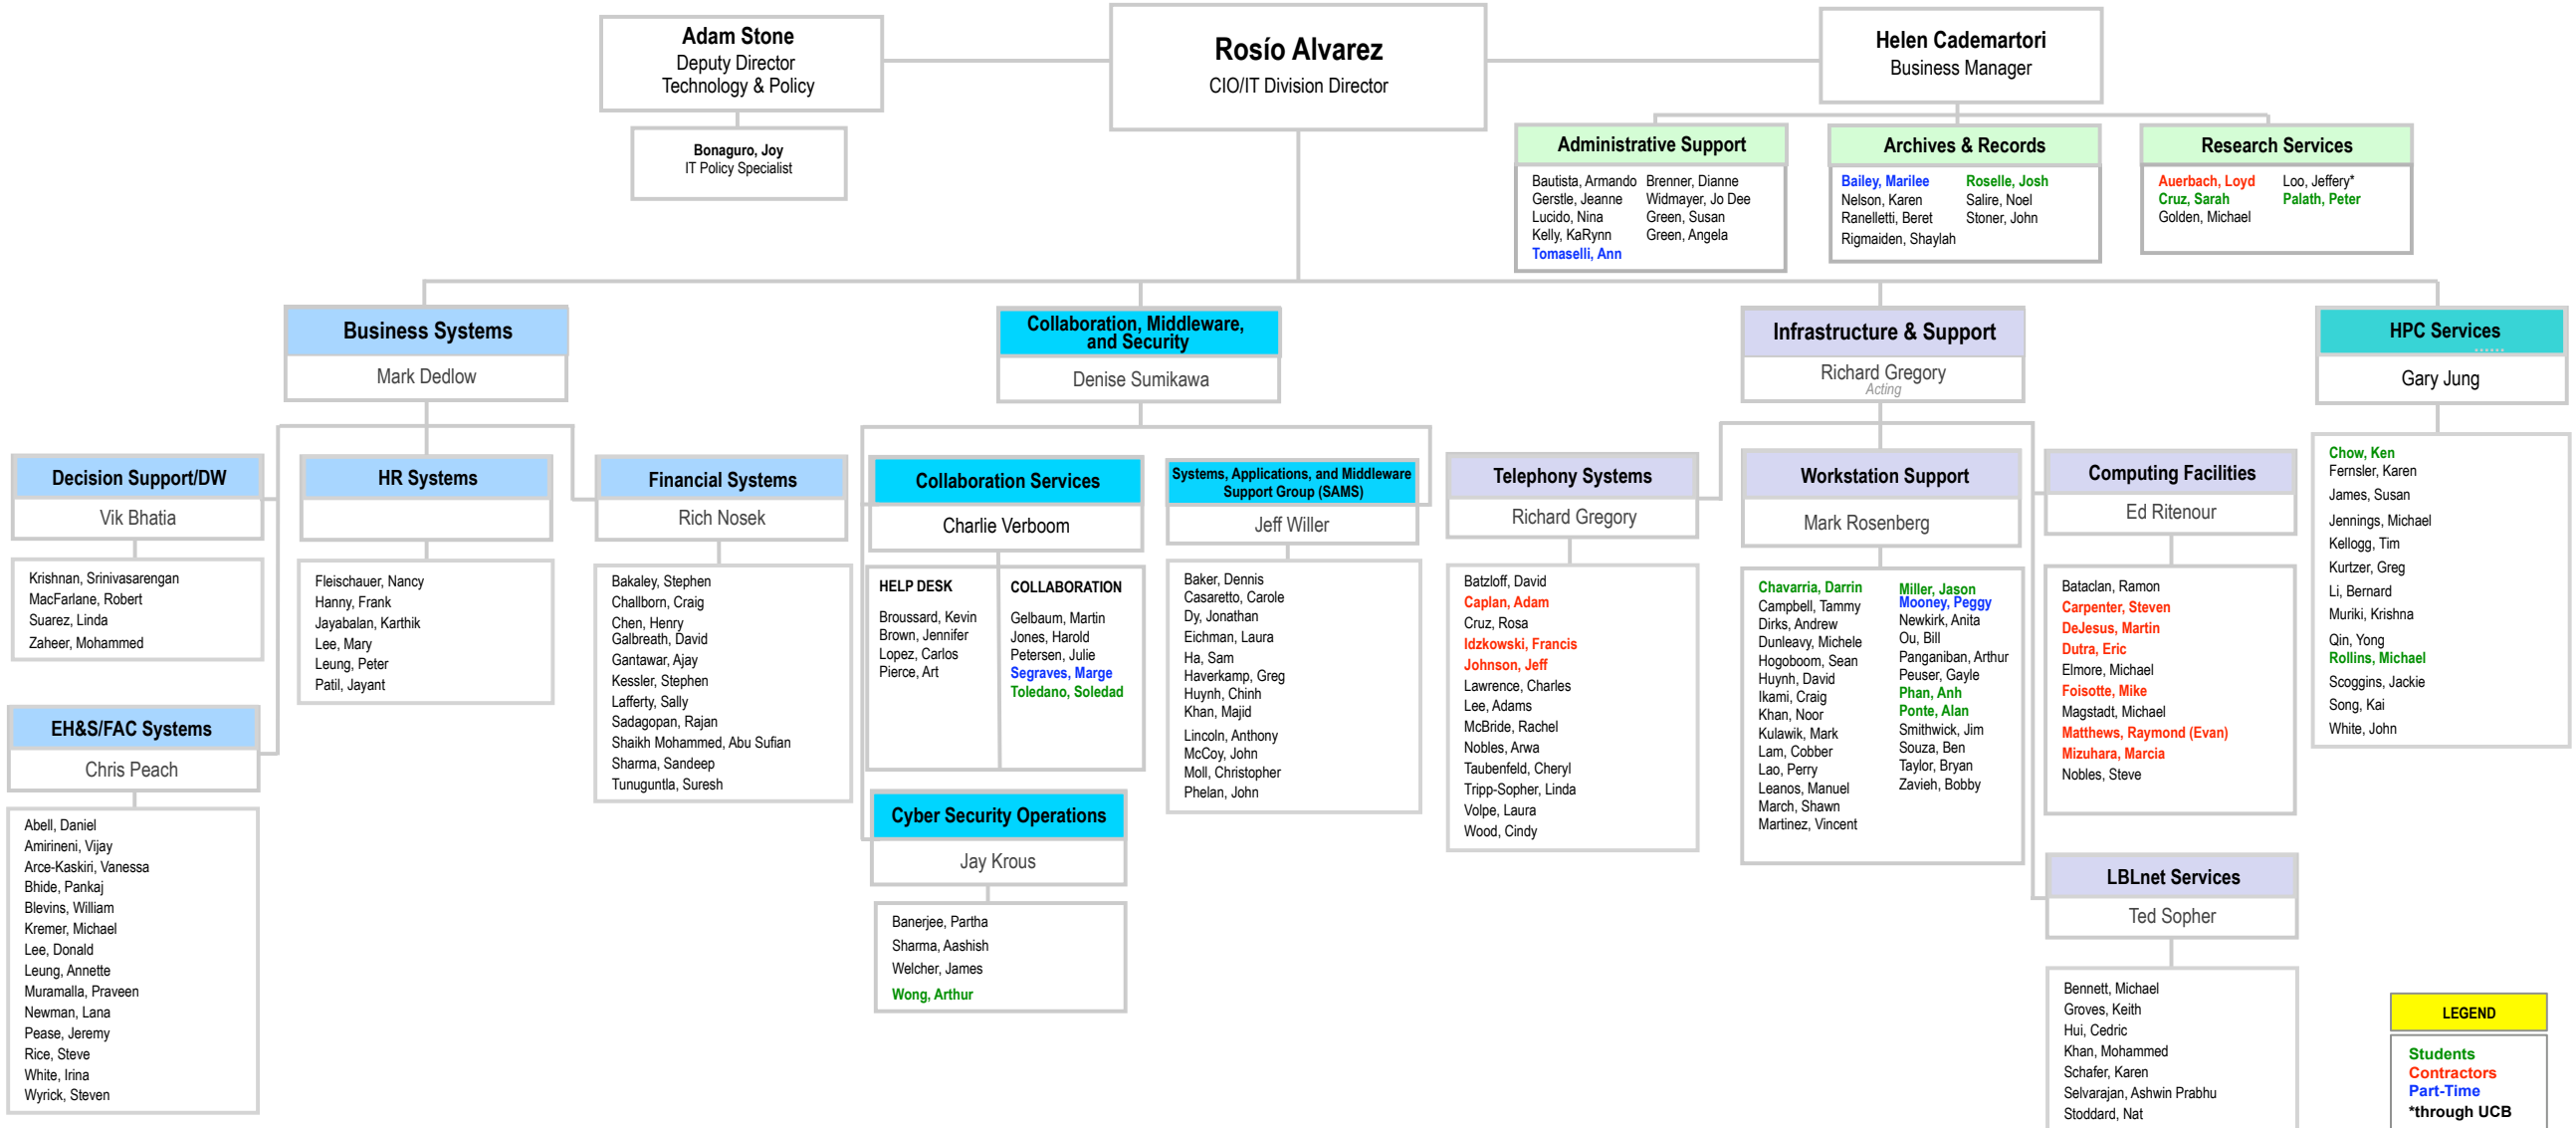 Adam Stone
Deputy Director
Technology & Policy
Bonaguro, Joy
IT Policy Specialist
Rosío Alvarez
CIO/IT Division Director
Helen Cademartori
Business Manager
Administrative Support
Bautista, Armando
Gerstle, Jeanne
Lucido, Nina
Kelly, KaRynn
Tomaselli, Ann
Brenner, Dianne
Widmayer, Jo Dee
Green, Susan
Green, Angela
Archives & Records
Bailey, Marilee
Nelson, Karen
Ranelletti, Beret
Rigmaiden, Shaylah
Roselle, Josh
Salire, Noel
Stoner, John
Research Services
Auerbach, Loyd
Cruz, Sarah
Golden, Michael
Loo, Jeffery*
Palath, Peter
Business Systems
Mark Dedlow
Decision Support/DW
Vik Bhatia
Krishnan, Srinivasarengan
MacFarlane, Robert
Suarez, Linda
Zaheer, Mohammed
EH&S/FAC Systems
Chris Peach
Abell, Daniel
Amirineni, Vijay
Arce-Kaskiri, Vanessa
Bhide, Pankaj
Blevins, William
Kremer, Michael
Lee, Donald
Leung, Annette
Muramalla, Praveen
Newman, Lana
Pease, Jeremy
Rice, Steve
White, Irina
Wyrick, Steven
HR Systems
Fleischauer, Nancy
Hanny, Frank
Jayabalan, Karthik
Lee, Mary
Leung, Peter
Patil, Jayant
Financial Systems
Rich Nosek
Bakaley, Stephen
Challborn, Craig
Chen, Henry
Galbreath, David
Gantawar, Ajay
Kessler, Stephen
Lafferty, Sally
Sadagopan, Rajan
Shaikh Mohammed, Abu Sufian
Sharma, Sandeep
Tunuguntla, Suresh
Collaboration, Middleware,
and Security
Denise Sumikawa
Collaboration Services
Charlie Verboom
HELP DESK
Broussard, Kevin
Brown, Jennifer
Lopez, Carlos
Pierce, Art
COLLABORATION
Gelbaum, Martin
Jones, Harold
Petersen, Julie
Segraves, Marge
Toledano, Soledad
Cyber Security Operations
Jay Krous
Banerjee, Partha
Sharma, Aashish
Welcher, James
Wong, Arthur
Systems, Applications, and Middleware
Support Group (SAMS)
Jeff Willer
Baker, Dennis
Casaretto, Carole
Dy, Jonathan
Eichman, Laura
Ha, Sam
Haverkamp, Greg
Huynh, Chinh
Khan, Majid
Lincoln, Anthony
McCoy, John
Moll, Christopher
Phelan, John
Infrastructure & Support
Richard Gregory
Acting
Telephony Systems
Richard Gregory
Batzloff, David
Caplan, Adam
Cruz, Rosa
Idzkowski, Francis
Johnson, Jeff
Lawrence, Charles
Lee, Adams
McBride, Rachel
Nobles, Arwa
Taubenfeld, Cheryl
Tripp-Sopher, Linda
Volpe, Laura
Wood, Cindy
Workstation Support
Mark Rosenberg
Chavarria, Darrin
Campbell, Tammy
Dirks, Andrew
Dunleavy, Michele
Hogoboom, Sean
Huynh, David
Ikami, Craig
Khan, Noor
Kulawik, Mark
Lam, Cobber
Lao, Perry
Leanos, Manuel
March, Shawn
Martinez, Vincent
Miller, Jason
Mooney, Peggy
Newkirk, Anita
Ou, Bill
Panganiban, Arthur
Peuser, Gayle
Phan, Anh
Ponte, Alan
Smithwick, Jim
Souza, Ben
Taylor, Bryan
Zavieh, Bobby
Computing Facilities
Ed Ritenour
Bataclan, Ramon
Carpenter, Steven
DeJesus, Martin
Dutra, Eric
Elmore, Michael
Foisotte, Mike
Magstadt, Michael
Matthews, Raymond (Evan)
Mizuhara, Marcia
Nobles, Steve
LBLnet Services
Ted Sopher
Bennett, Michael
Groves, Keith
Hui, Cedric
Khan, Mohammed
Schafer, Karen
Selvarajan, Ashwin Prabhu
Stoddard, Nat
HPC Services
Gary Jung
Chow, Ken
Fernsler, Karen
James, Susan
Jennings, Michael
Kellogg, Tim
Kurtzer, Greg
Li, Bernard
Muriki, Krishna
Qin, Yong
Rollins, Michael
Scoggins, Jackie
Song, Kai
White, John
LEGEND
Students
Contractors
Part-Time
*through UCB